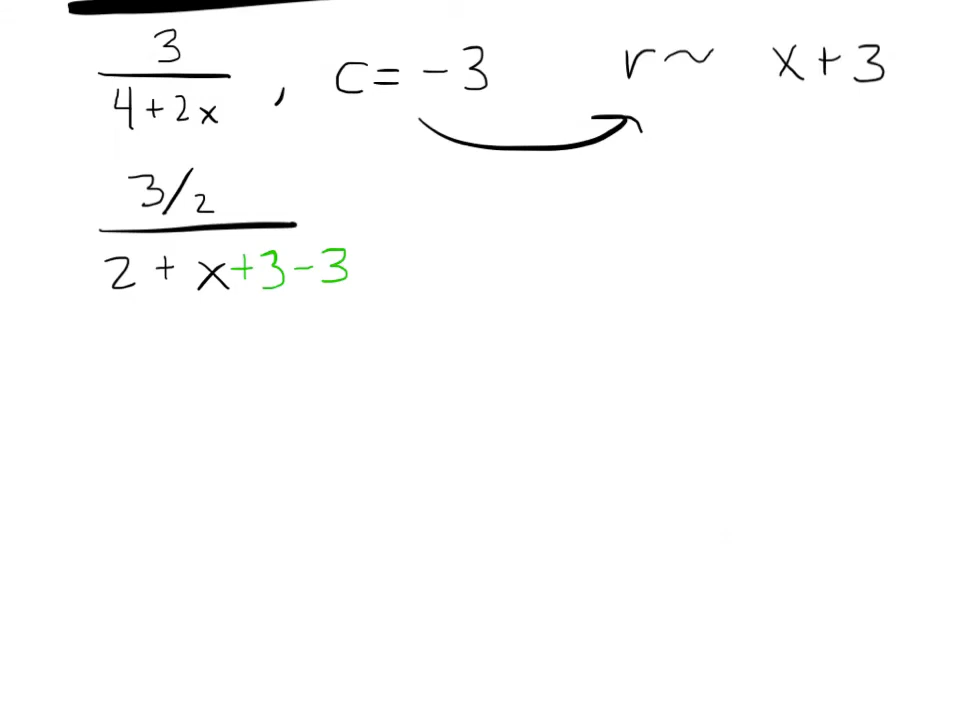 3/(4+2x) , c = -3 r ~ x+3
(3/2)/(2+x+3-3)